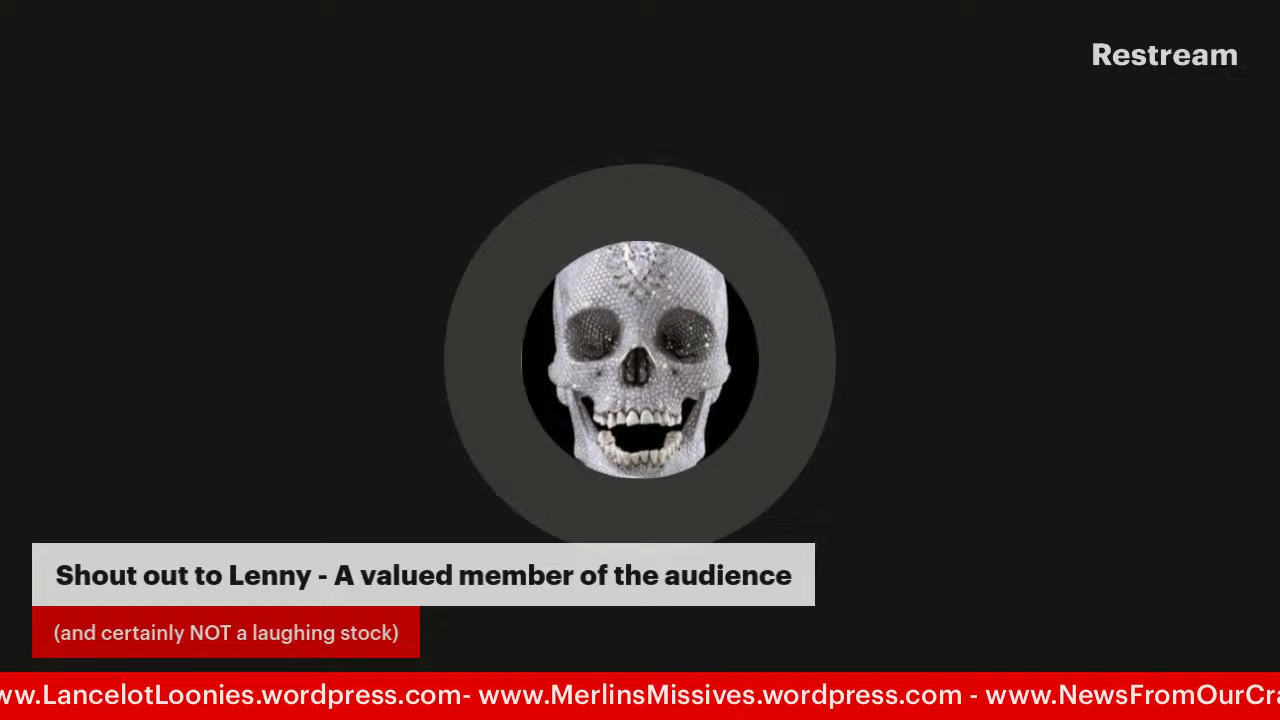 Restream
Shout out to Lenny - A valued member of the audience
(and certainly NOT a laughing stock)
ww.LancelotLoonies.wordpress.com- www.MerlinsMissives.wordpress.com - www.NewsFromOurCra